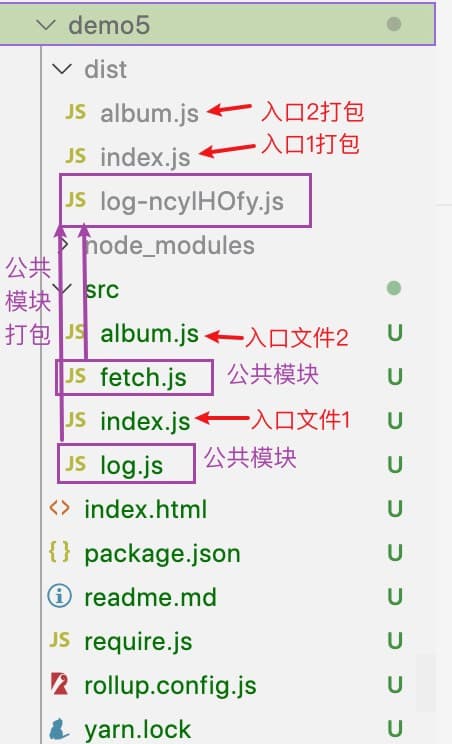 demo5
dist
JS album.js 入口2打包
JS index.js 入口1打包
JS log-ncylHOfy.js
node_modules
公共
模块
打包
src
JS album.js 入口文件2 U
JS fetch.js 公共模块 U
JS index.js 入口文件1 U
JS log.js 公共模块 U
<> index.html U
{} package.json U
readme.md U
JS require.js U
rollup.config.js U
yarn.lock U